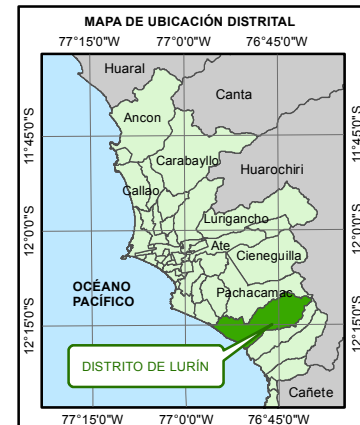 MAPA DE UBICACIÓN DISTRITAL
77°15'0"W 77°0'0"W 76°45'0"W
Huaral
Canta
Ancon
11°45'0"S 11°45'0"S
Carabayllo
Huarochiri
Callao
Lurigancho
12°0'0"S 12°0'0"S
Ate
Cieneguilla
OCÉANO
PACÍFICO
Pachacamac
12°15'0"S 12°15'0"S
DISTRITO DE LURÍN
Cañete
77°15'0"W 77°0'0"W 76°45'0"W